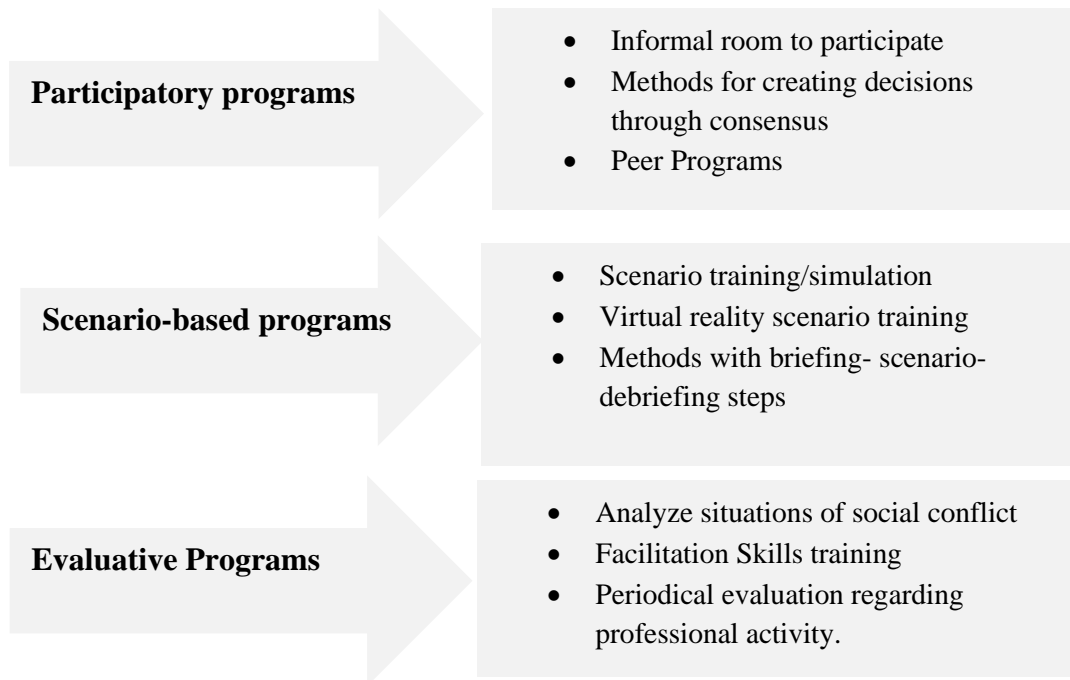 Participatory programs
• Informal room to participate
• Methods for creating decisions
through consensus
• Peer Programs
Scenario-based programs
• Scenario training/simulation
• Virtual reality scenario training
• Methods with briefing- scenario-
debriefing steps
Evaluative Programs
• Analyze situations of social conflict
• Facilitation Skills training
• Periodical evaluation regarding
professional activity.